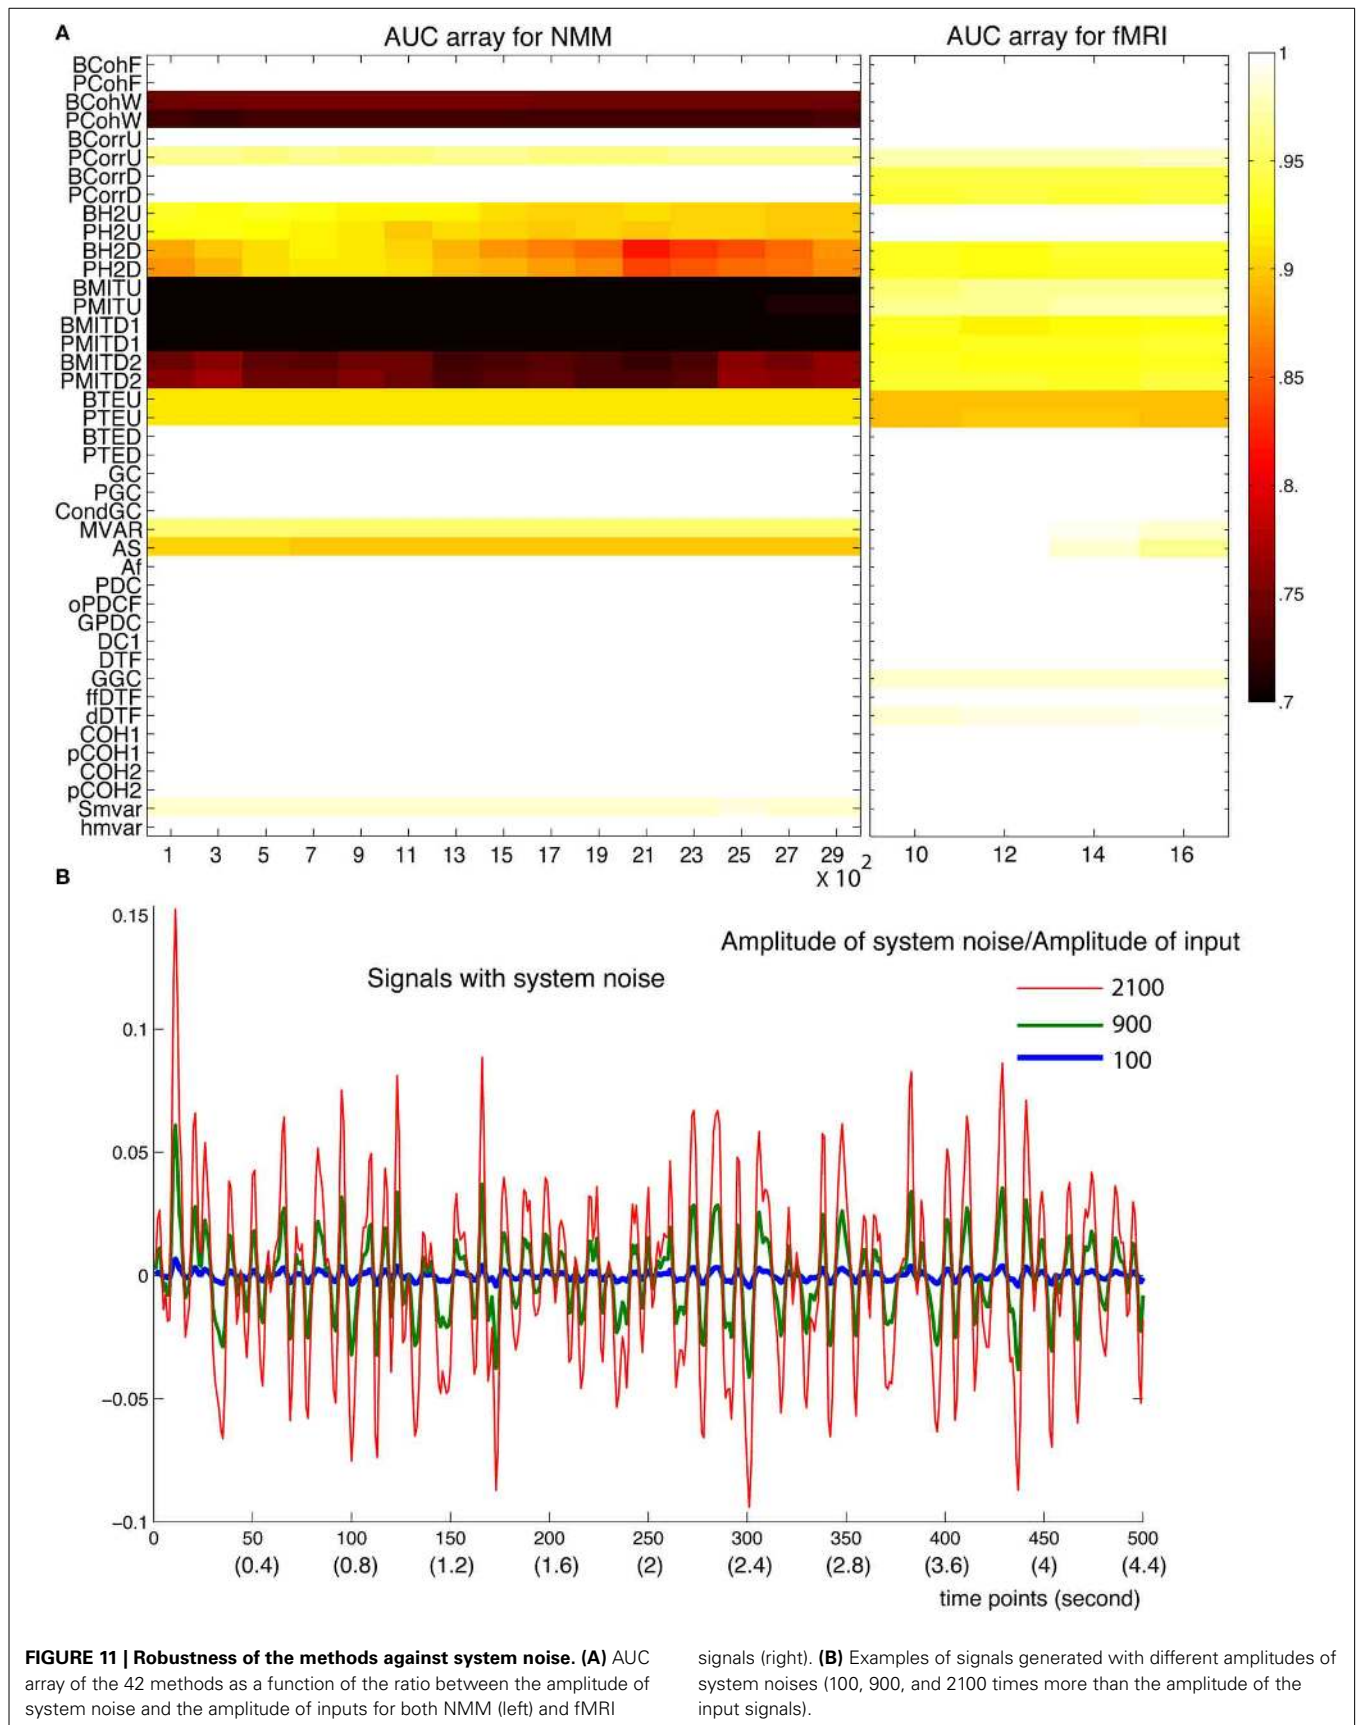 A
AUC array for NMM
AUC array for fMRI
BCohF
PCohF
BCohW
PCohW
BCorrU
PCorrU
BCorrD
PCorrD
BH2U
PH2U
BH2D
PH2D
BMITU
PMITU
BMITD1
PMITD1
BMITD2
PMITD2
BTEU
PTEU
BTED
PTED
GC
PGC
CondGC
MVAR
AS
Af
PDC
oPDCF
GPDC
DC1
DTF
GGC
ffDTF
dDTF
COH1
pCOH1
COH2
pCOH2
Smvar
hmvar
1
.95
.9
.85
.8.
.75
.7
1 3 5 7 9 11 13 15 17 19 21 23 25 27 29
x 10²
10 12 14 16
B
Signals with system noise
Amplitude of system noise/Amplitude of input
2100
900
100
0.15
0.1
0.05
0
−0.05
−0.1
0 50 100 150 200 250 300 350 400 450 500
(0.4) (0.8) (1.2) (1.6) (2) (2.4) (2.8) (3.6) (4) (4.4)
time points (second)
FIGURE 11 | Robustness of the methods against system noise. (A) AUC
array of the 42 methods as a function of the ratio between the amplitude of
system noise and the amplitude of inputs for both NMM (left) and fMRI
signals (right). (B) Examples of signals generated with different amplitudes of
system noises (100, 900, and 2100 times more than the amplitude of the
input signals).